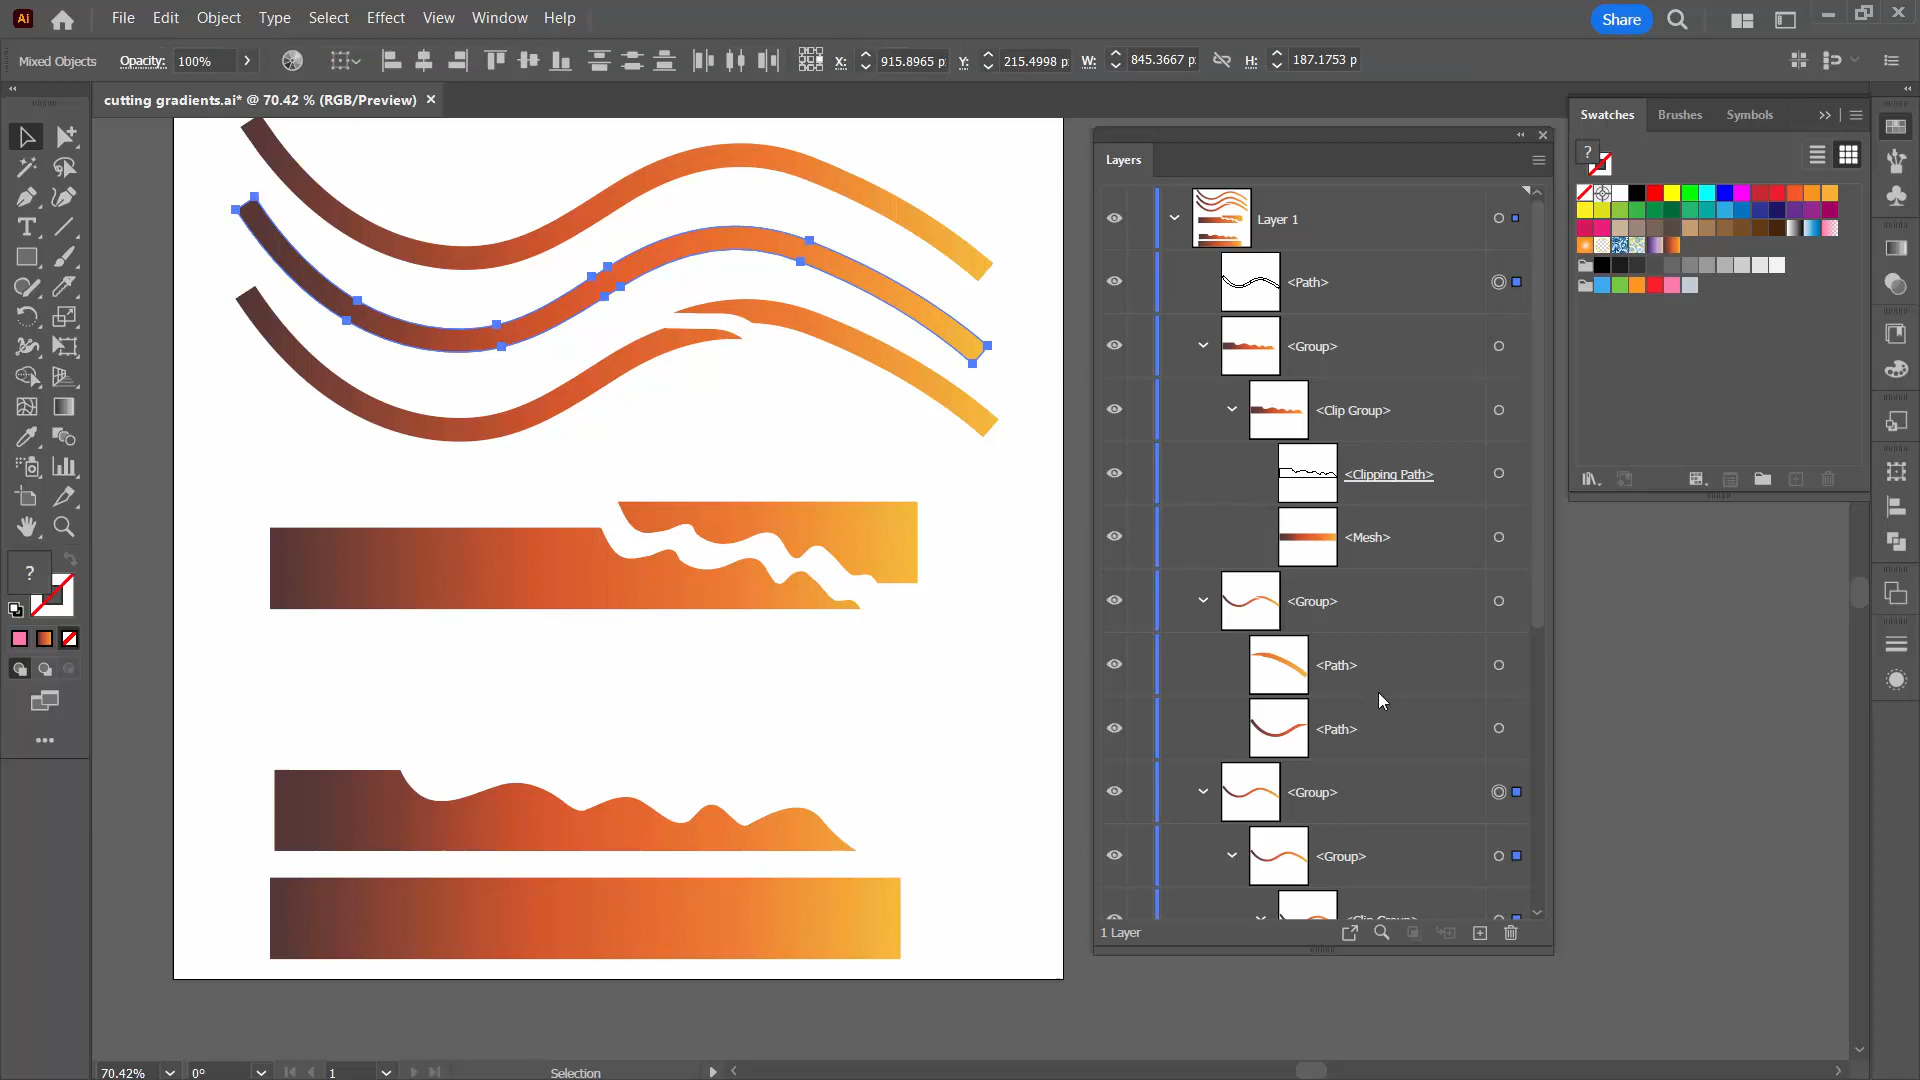 Ai
File Edit Object Type Select Effect View Window Help
Share
Mixed Objects
Opacity: 100%
X: 915.8965 p
Y: 215.4998 p
W: 845.3667 p
H: 187.1753 p
cutting gradients.ai* @ 70.42 % (RGB/Preview)
Layers
Layer 1
<Path>
<Group>
<Clip Group>
<Clipping Path>
<Mesh>
<Group>
<Path>
<Path>
<Group>
<Group>
<Clip Group>
1 Layer
Swatches Brushes Symbols
?
?
70.42%
0°
1
Selection